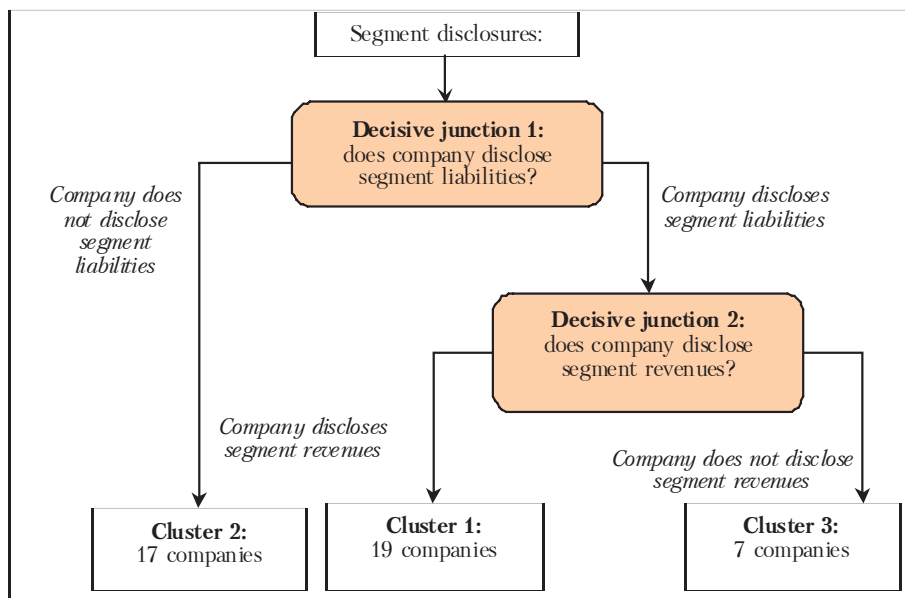 Segment disclosures:
Decisive junction 1:
does company disclose
segment liabilities?
Company does
not disclose
segment
liabilities
Company discloses
segment liabilities
Decisive junction 2:
does company disclose
segment revenues?
Company discloses
segment revenues
Company does not disclose
segment revenues
Cluster 2:
17 companies
Cluster 1:
19 companies
Cluster 3:
7 companies